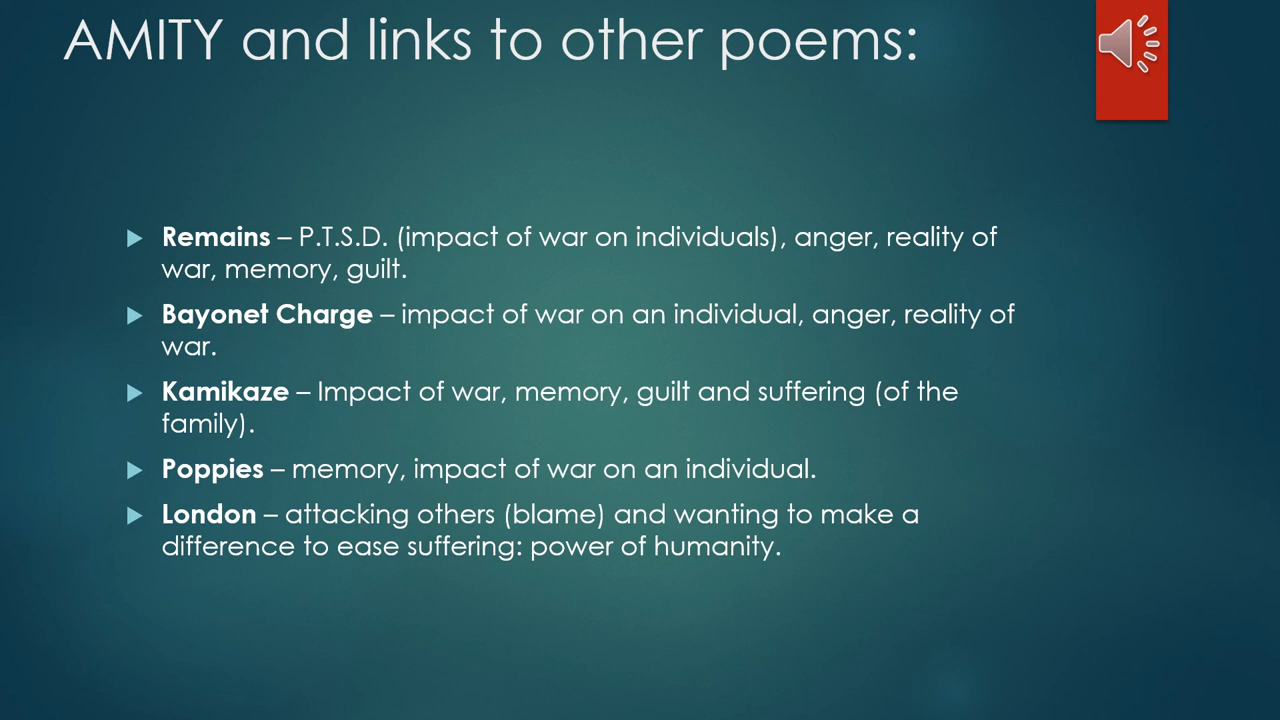 AMITY and links to other poems:
Remains – P.T.S.D. (impact of war on individuals), anger, reality of
war, memory, guilt.
Bayonet Charge – impact of war on an individual, anger, reality of
war.
Kamikaze – Impact of war, memory, guilt and suffering (of the
family).
Poppies – memory, impact of war on an individual.
London – attacking others (blame) and wanting to make a
difference to ease suffering: power of humanity.